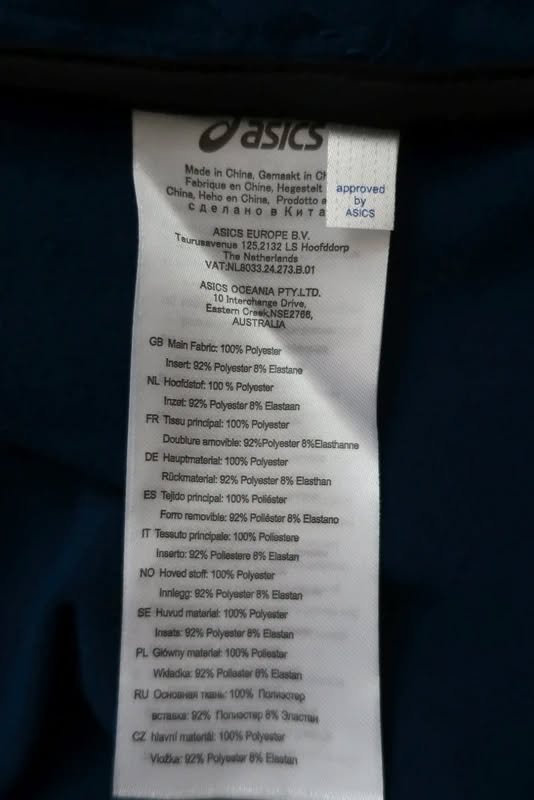 asics
Made in China, Gemaakt in Ch
Fabrique en China, Hegestelt
China, Heho en China, Prodotto
сделано в Кита
approved
by
ASICS
ASICS EUROPE B.V.
Taurusavenue 125,2132 LS Hoofddorp
The Netherlands
VAT:NL8033.24.273.B.01
ASICS OCEANIA PTY.LTD.
10 Interchange Drive,
Eastern Creek,NSE2766,
AUSTRALIA
GB Main Fabric: 100% Polyester
Insert: 92% Polyester 8% Elastane
NL Hoofdstof: 100 % Polyester
Inzet: 92% Polyester 8% Elastaan
FR Tissu principal: 100% Polyester
Doublure amovible: 92%Polyester 8%Elasthanne
DE Hauptmaterial: 100% Polyester
Rückmaterial: 92% Polyester 8% Elasthan
ES Tejido principal: 100% Poliéster
Forro removible: 92% Poliéster 8% Elastano
IT Tessuto principale: 100% Poliestere
Inserto: 92% Poliestere 8% Elastan
NO Hoved stoff: 100% Polyester
Innlegg: 92% Polyester 8% Elastan
SE Huvud material: 100% Polyester
Insats: 92% Polyester 8% Elastan
PL Główny material: 100% Poliester
Wkładka: 92% Poliester 8% Elastan
RU Основная ткань: 100% Полиэстер
вставка: 92% Полиэстер 8% Эластан
CZ hlavní materiál: 100% Polyester
Vložka: 92% Polyester 8% Elastan